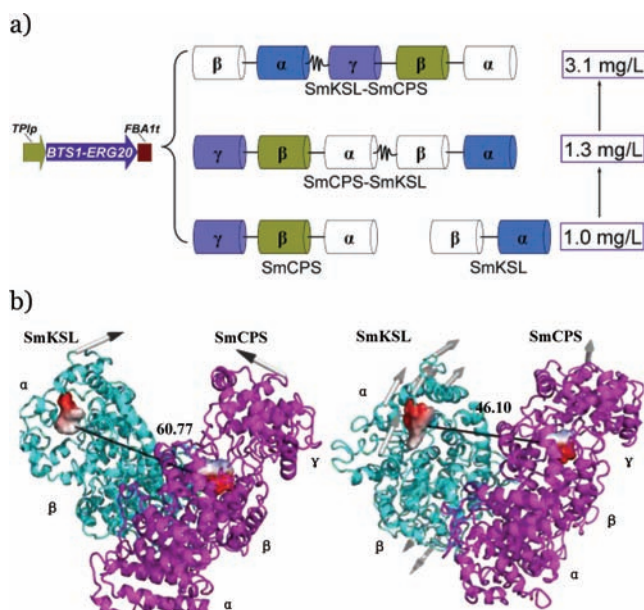 a)
β α γ β α
SmKSL-SmCPS
3.1 mg/L
TPIp BTS1-ERG20 FBA1t
γ β α β α
SmCPS-SmKSL
1.3 mg/L
γ β α
SmCPS
β α
SmKSL
1.0 mg/L
b)
SmKSL SmCPS
α
60.77
γ
β
β
α
SmKSL SmCPS
α
46.10
γ
β
β
α